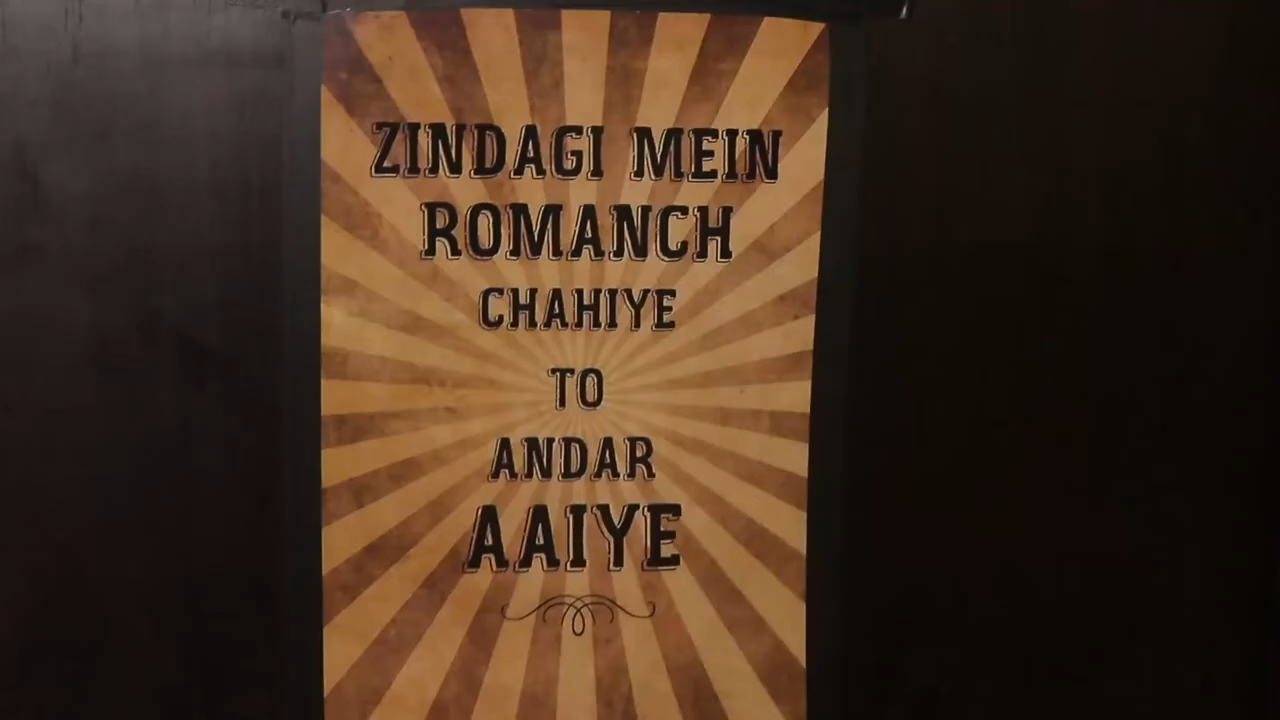 ZINDAGI MEIN
ROMANCH
CHAHIYE
TO
ANDAR
AAIYE